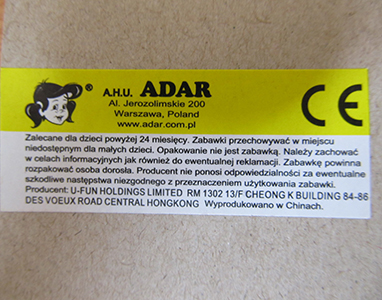 ® A.H.U. ADAR
Al. Jerozolimskie 200
Warszawa, Poland
www.adar.com.pl
CE
Zalecane dla dzieci powyżej 24 miesięcy. Zabawki przechowywać w miejscu
niedostępnym dla małych dzieci. Opakowanie nie jest zabawką. Należy zachować
w celach informacyjnych jak również do ewentualnej reklamacji. Zabawkę powinna
rozpakować osoba dorosła. Producent nie ponosi odpowiedzialności za ewentualne
szkodliwe następstwa niezgodnego z przeznaczeniem użytkowania zabawki.
Producent: U-FUN HOLDINGS LIMITED RM 1302 13/F CHEONG K BUILDING 84-86
DES VOEUX ROAD CENTRAL HONGKONG Wyprodukowano w Chinach.